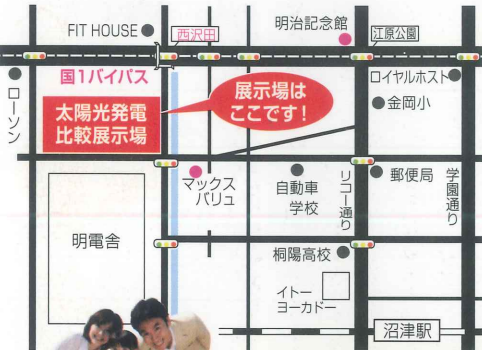 FIT HOUSE
西沢田
明治記念館
江原公園
国1バイパス
ローソン
太陽光発電
比較展示場
展示場は
ここです!
ロイヤルホスト
金岡小
マックス
バリュ
自動車
学校
リコー通り
郵便局
学園通り
明電舎
桐陽高校
イトー
ヨーカドー
沼津駅